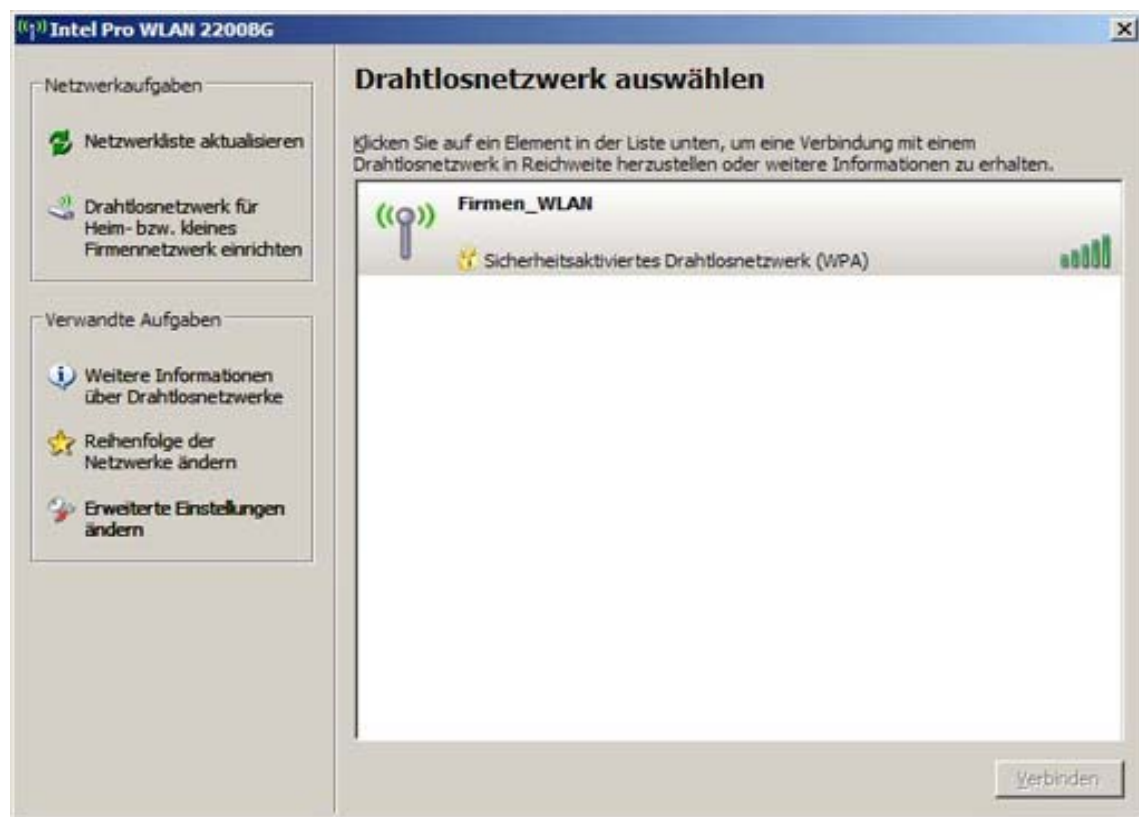 Intel Pro WLAN 2200BG
Netzwerkaufgaben
Netzwerkliste aktualisieren
Drahtlosnetzwerk für
Heim- bzw. kleines
Firmennetzwerk einrichten
Verwandte Aufgaben
Weitere Informationen
über Drahtlosnetzwerke
Reihenfolge der
Netzwerke ändern
Erweiterte Einstellungen
ändern
Drahtlosnetzwerk auswählen
Klicken Sie auf ein Element in der Liste unten, um eine Verbindung mit einem
Drahtlosnetzwerk in Reichweite herzustellen oder weitere Informationen zu erhalten.
Firmen_WLAN
Sicherheitsaktiviertes Drahtlosnetzwerk (WPA)
Verbinden